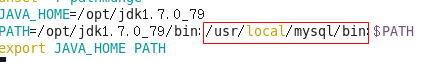 JAVA_HOME=/opt/jdk1.7.0_79
PATH=/opt/jdk1.7.0_79/bin:/usr/local/mysql/bin:$PATH
export JAVA_HOME PATH